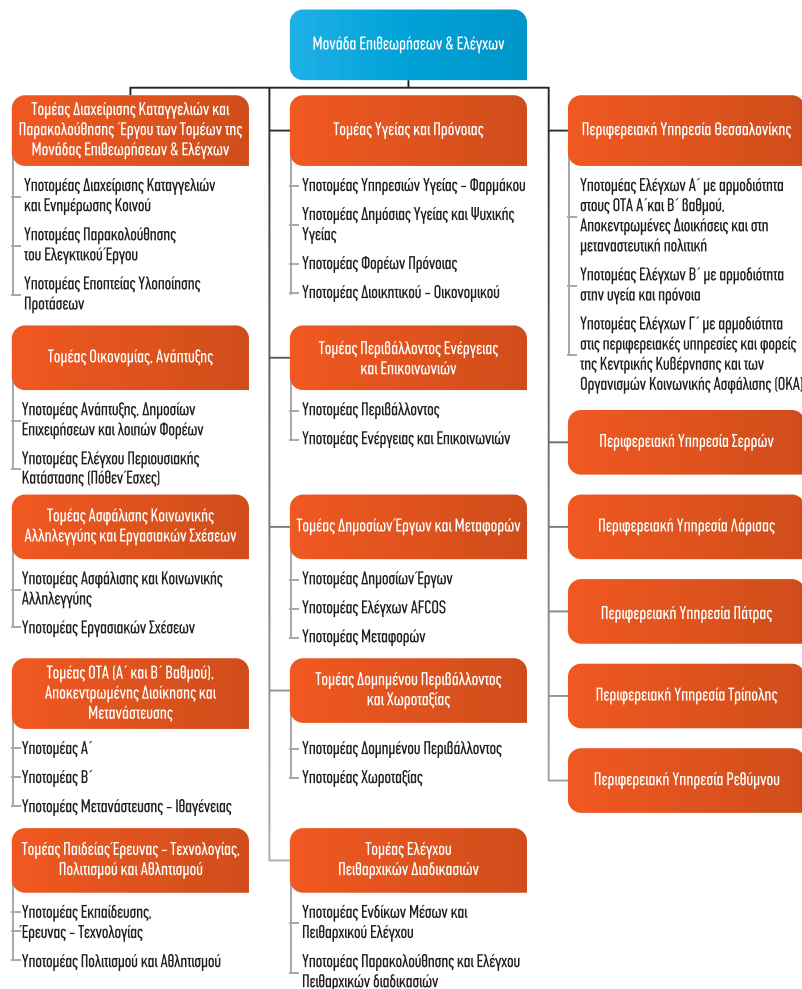 Μονάδα Επιθεωρήσεων & Ελέγχων
Τομέας Διαχείρισης Καταγγελιών και
Παρακολούθησης Έργου των Τομέων της
Μονάδας Επιθεωρήσεων & Ελέγχων
Υποτομέας Διαχείρισης Καταγγελιών
και Ενημέρωσης Κοινού
Υποτομέας Παρακολούθησης
του Ελεγκτικού Έργου
Υποτομέας Εποπτείας Υλοποίησης
Προτάσεων
Τομέας Οικονομίας, Ανάπτυξης
Υποτομέας Ανάπτυξης, Δημοσίων
Επιχειρήσεων και λοιπών Φορέων
Υποτομέας Ελέγχου Περιουσιακής
Κατάστασης (Πόθεν Έσχες)
Τομέας Ασφάλισης Κοινωνικής
Αλληλεγγύης και Εργασιακών Σχέσεων
Υποτομέας Ασφάλισης και Κοινωνικής
Αλληλεγγύης
Υποτομέας Εργασιακών Σχέσεων
Τομέας ΟΤΑ (Α΄ και Β΄ Βαθμού),
Αποκεντρωμένης Διοίκησης και
Μετανάστευσης
Υποτομέας Α΄
Υποτομέας Β΄
Υποτομέας Μετανάστευσης – Ιθαγένειας
Τομέας Παιδείας Έρευνας – Τεχνολογίας,
Πολιτισμού και Αθλητισμού
Υποτομέας Εκπαίδευσης,
Έρευνας – Τεχνολογίας
Υποτομέας Πολιτισμού και Αθλητισμού
Τομέας Υγείας και Πρόνοιας
Υποτομέας Υπηρεσιών Υγείας – Φαρμάκου
Υποτομέας Δημόσιας Υγείας και Ψυχικής
Υγείας
Υποτομέας Φορέων Πρόνοιας
Υποτομέας Διοικητικού – Οικονομικού
Τομέας Περιβάλλοντος Ενέργειας
και Επικοινωνιών
Υποτομέας Περιβάλλοντος
Υποτομέας Ενέργειας και Επικοινωνιών
Τομέας Δημοσίων Έργων και Μεταφορών
Υποτομέας Δημοσίων Έργων
Υποτομέας Ελέγχων AFCOS
Υποτομέας Μεταφορών
Τομέας Δομημένου Περιβάλλοντος
και Χωροταξίας
Υποτομέας Δομημένου Περιβάλλοντος
Υποτομέας Χωροταξίας
Τομέας Ελέγχου
Πειθαρχικών Διαδικασιών
Υποτομέας Ενδίκων Μέσων και
Πειθαρχικού Ελέγχου
Υποτομέας Παρακολούθησης και Ελέγχου
Πειθαρχικών διαδικασιών
Περιφερειακή Υπηρεσία Θεσσαλονίκης
Υποτομέας Ελέγχων Α΄ με αρμοδιότητα
στους ΟΤΑ Α΄και Β΄ βαθμού,
Αποκεντρωμένες Διοικήσεις και στη
μεταναστευτική πολιτική
Υποτομέας Ελέγχων Β΄ με αρμοδιότητα
στην υγεία και πρόνοια
Υποτομέας Ελέγχων Γ΄ με αρμοδιότητα
στις περιφερειακές υπηρεσίες και φορείς
της Κεντρικής Κυβέρνησης και των
Οργανισμών Κοινωνικής Ασφάλισης (ΟΚΑ)
Περιφερειακή Υπηρεσία Σερρών
Περιφερειακή Υπηρεσία Λάρισας
Περιφερειακή Υπηρεσία Πάτρας
Περιφερειακή Υπηρεσία Τρίπολης
Περιφερειακή Υπηρεσία Ρεθύμνου